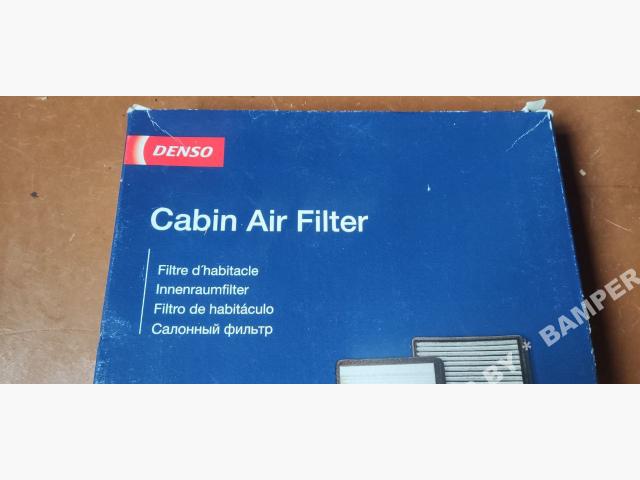 DENSO
Cabin Air Filter
Filtre d'habitacle
Innenraumfilter
Filtro de habitáculo
Салонный фильтр
BY * BAMPER